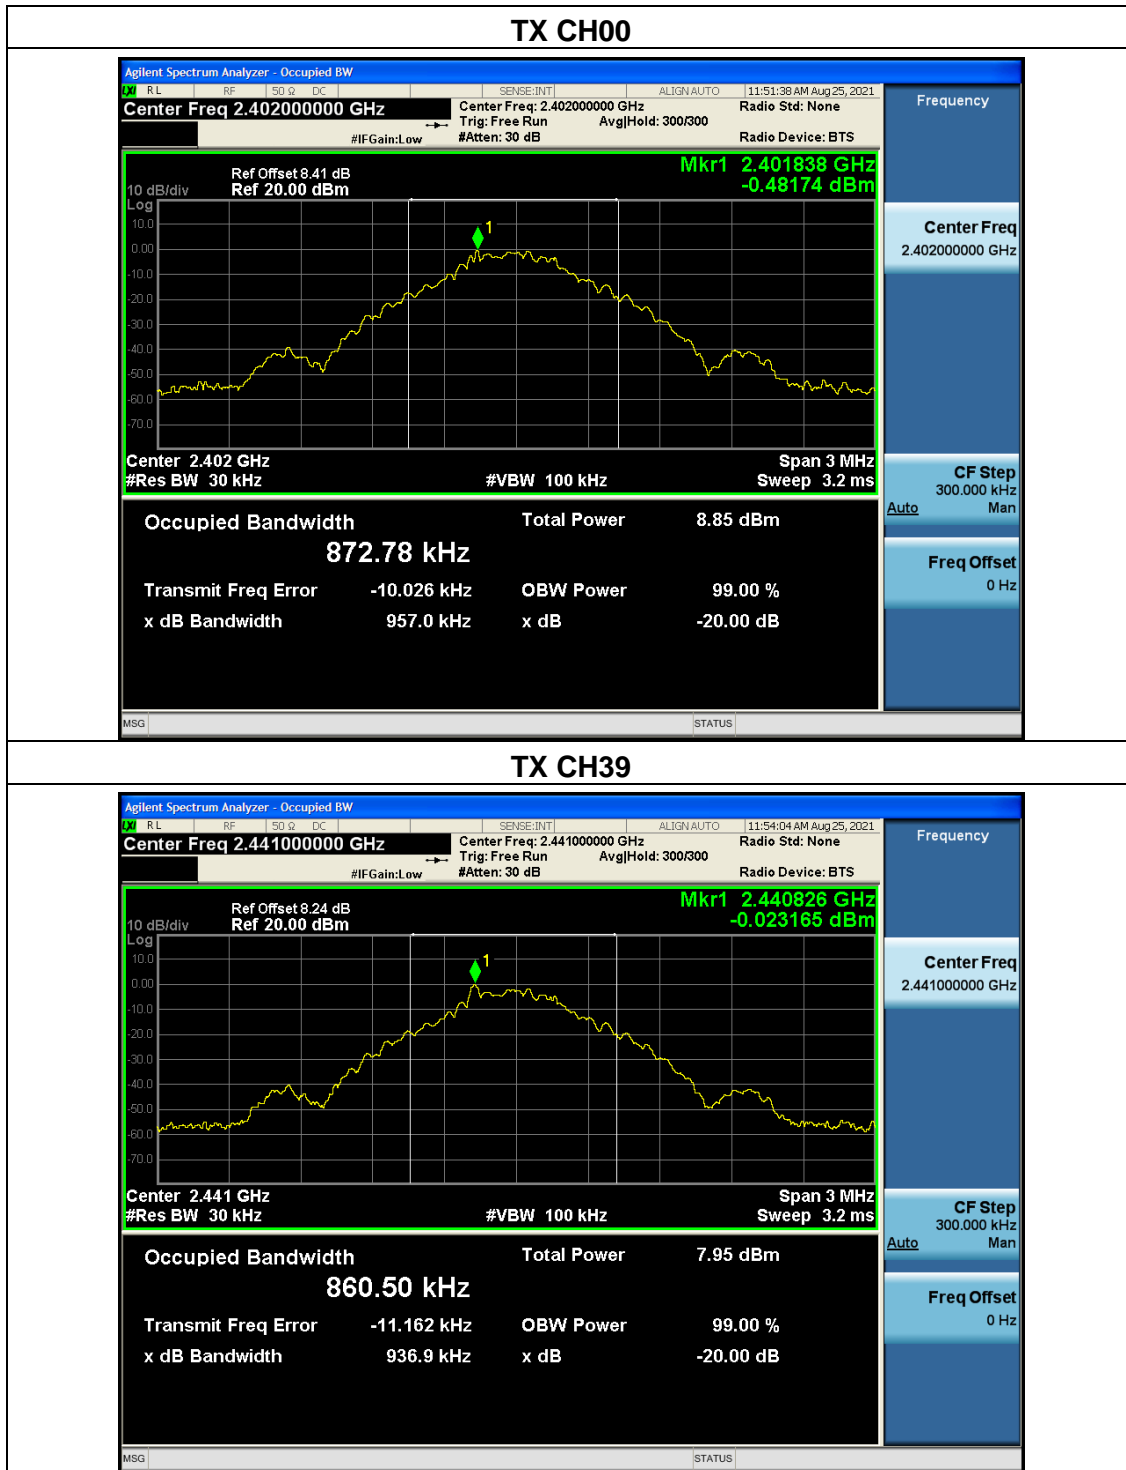 TX CH00
Agilent Spectrum Analyzer - Occupied BW
LXI RL RF 50 Ω DC SENSE:INT ALIGN AUTO 11:51:38 AM Aug 25, 2021
Center Freq 2.402000000 GHz
Center Freq: 2.402000000 GHz
Radio Std: None
Trig: Free Run Avg|Hold: 300/300
#IFGain:Low #Atten: 30 dB Radio Device: BTS
Frequency
Mkr1 2.401838 GHz
-0.48174 dBm
Ref Offset 8.41 dB
10 dB/div Ref 20.00 dBm
Log
10.0
1
0.00
-10.0
-20.0
-30.0
-40.0
-50.0
-60.0
-70.0
Center Freq
2.402000000 GHz
Center 2.402 GHz Span 3 MHz
#Res BW 30 kHz #VBW 100 kHz Sweep 3.2 ms
CF Step
300.000 kHz
Auto Man
Occupied Bandwidth Total Power 8.85 dBm
872.78 kHz
Freq Offset
0 Hz
Transmit Freq Error -10.026 kHz OBW Power 99.00 %
x dB Bandwidth 957.0 kHz x dB -20.00 dB
MSG STATUS
TX CH39
Agilent Spectrum Analyzer - Occupied BW
LXI RL RF 50 Ω DC SENSE:INT ALIGN AUTO 11:54:04 AM Aug 25, 2021
Center Freq 2.441000000 GHz
Center Freq: 2.441000000 GHz
Radio Std: None
Trig: Free Run Avg|Hold: 300/300
#IFGain:Low #Atten: 30 dB Radio Device: BTS
Frequency
Mkr1 2.440826 GHz
-0.023165 dBm
Ref Offset 8.24 dB
10 dB/div Ref 20.00 dBm
Log
10.0
1
0.00
-10.0
-20.0
-30.0
-40.0
-50.0
-60.0
-70.0
Center Freq
2.441000000 GHz
Center 2.441 GHz Span 3 MHz
#Res BW 30 kHz #VBW 100 kHz Sweep 3.2 ms
CF Step
300.000 kHz
Auto Man
Occupied Bandwidth Total Power 7.95 dBm
860.50 kHz
Freq Offset
0 Hz
Transmit Freq Error -11.162 kHz OBW Power 99.00 %
x dB Bandwidth 936.9 kHz x dB -20.00 dB
MSG STATUS